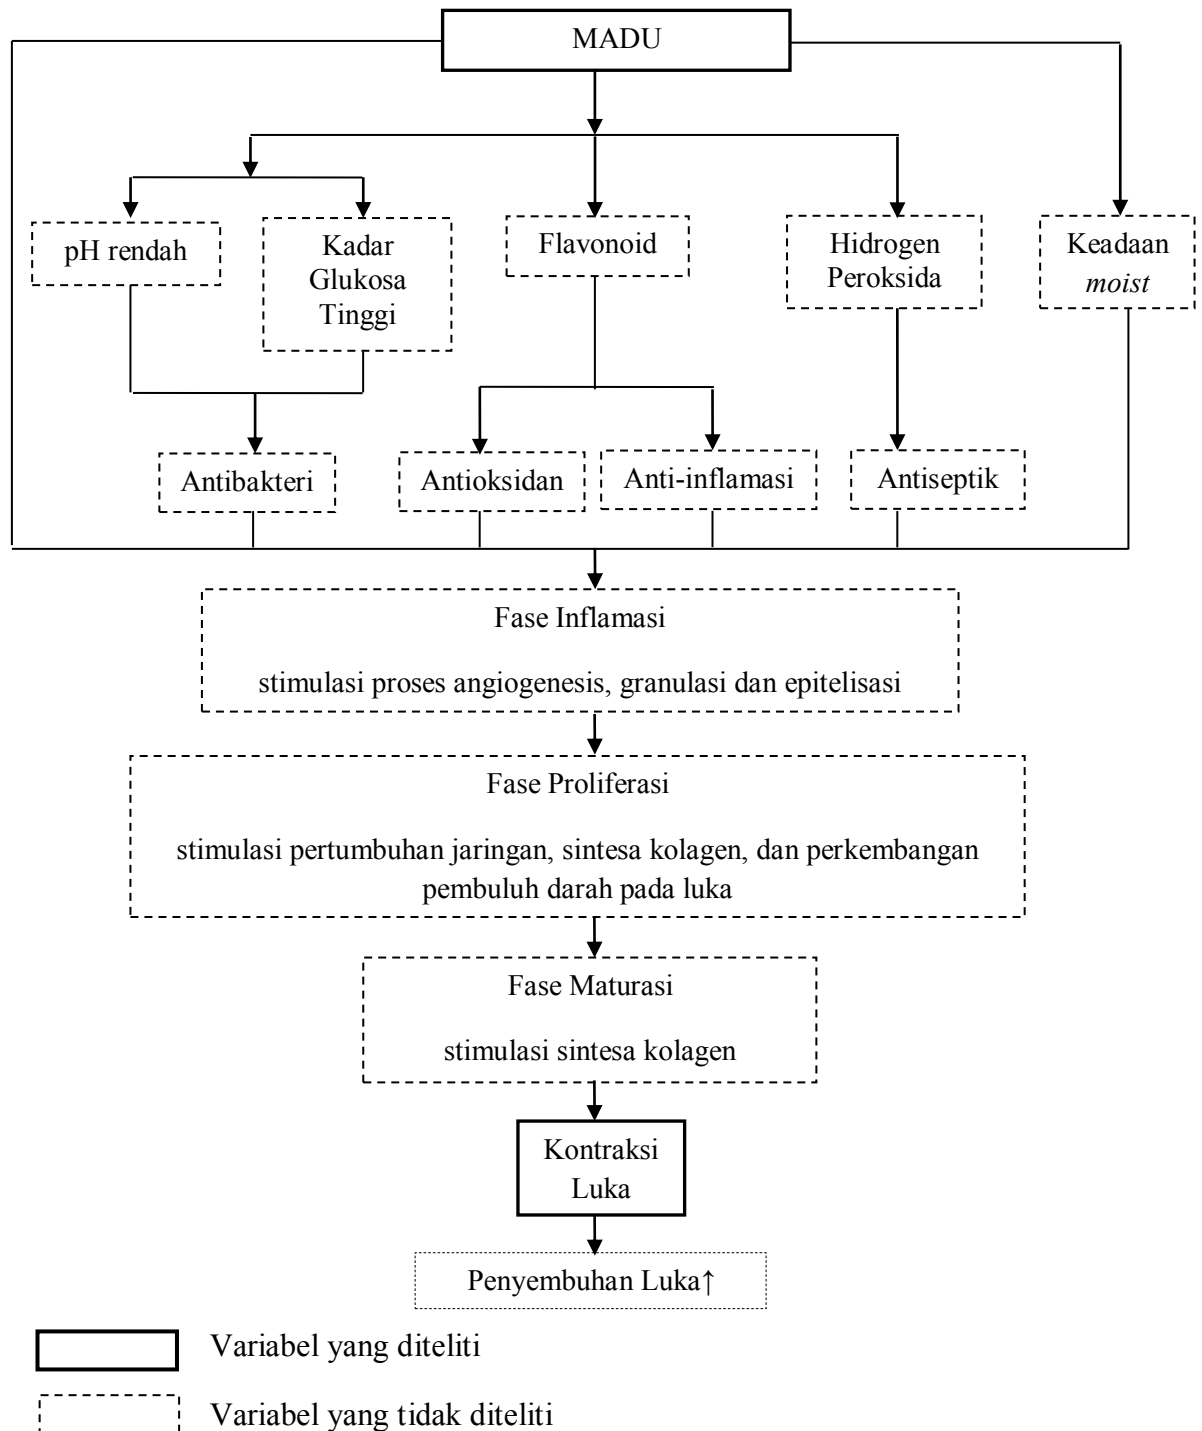 MADU
pH rendah
Kadar
Glukosa
Tinggi
Flavonoid
Hidrogen
Peroksida
Keadaan
moist
Antibakteri
Antioksidan
Anti-inflamasi
Antiseptik
Fase Inflamasi
stimulasi proses angiogenesis, granulasi dan epitelisasi
Fase Proliferasi
stimulasi pertumbuhan jaringan, sintesa kolagen, dan perkembangan
pembuluh darah pada luka
Fase Maturasi
stimulasi sintesa kolagen
Kontraksi
Luka
Penyembuhan Luka↑
Variabel yang diteliti
Variabel yang tidak diteliti